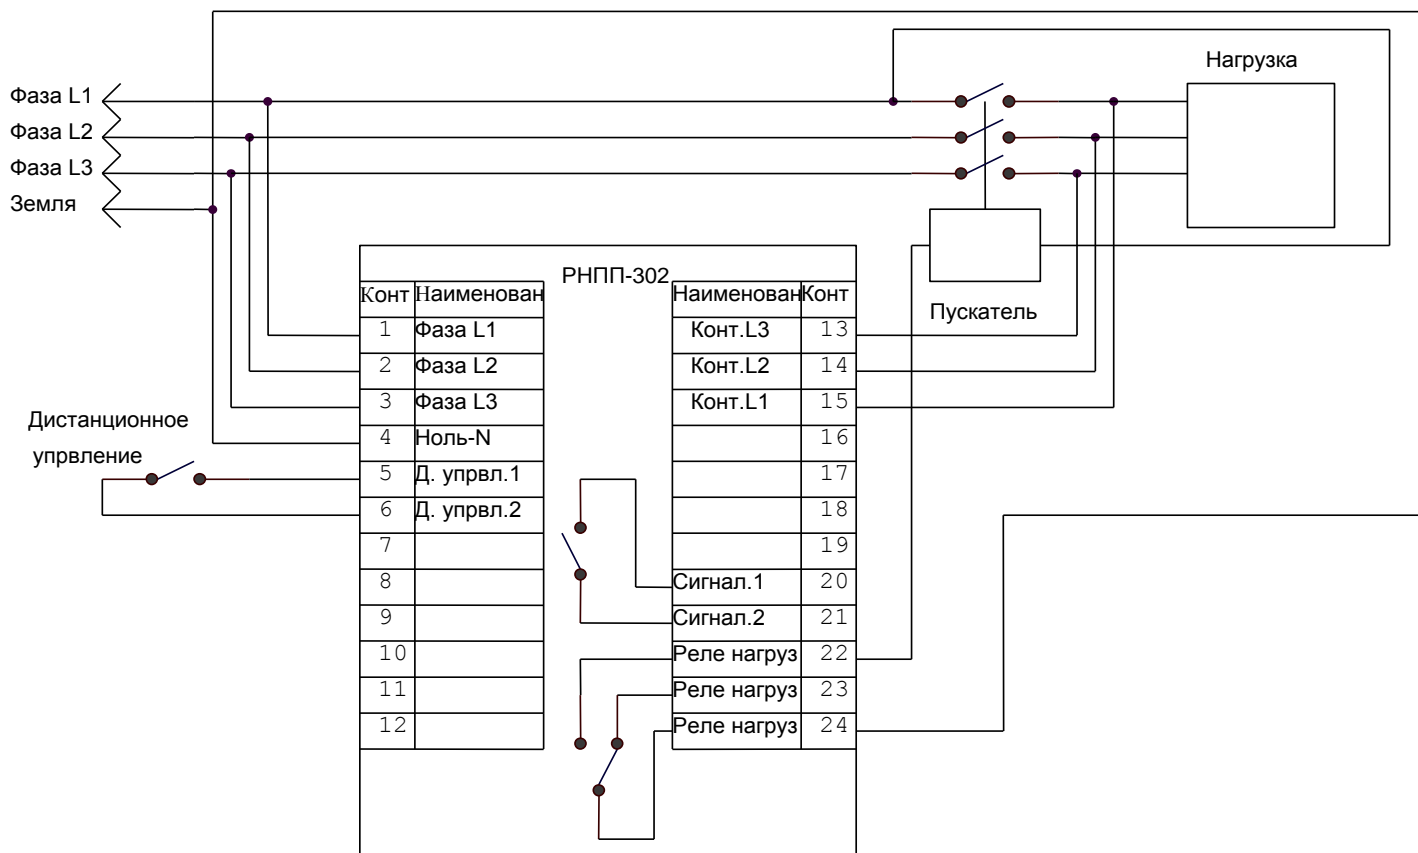 Нагрузка
Фаза L1
Фаза L2
Фаза L3
Земля
РНПП-302
Пускатель
Дистанционное
упрвление
Конт Наименован
1 Фаза L1
2 Фаза L2
3 Фаза L3
4 Ноль-N
5 Д. упрвл.1
6 Д. упрвл.2
7
8
9
10
11
12
Наименован Конт
Конт.L3 13
Конт.L2 14
Конт.L1 15
16
17
18
19
Сигнал.1 20
Сигнал.2 21
Реле нагруз 22
Реле нагруз 23
Реле нагруз 24